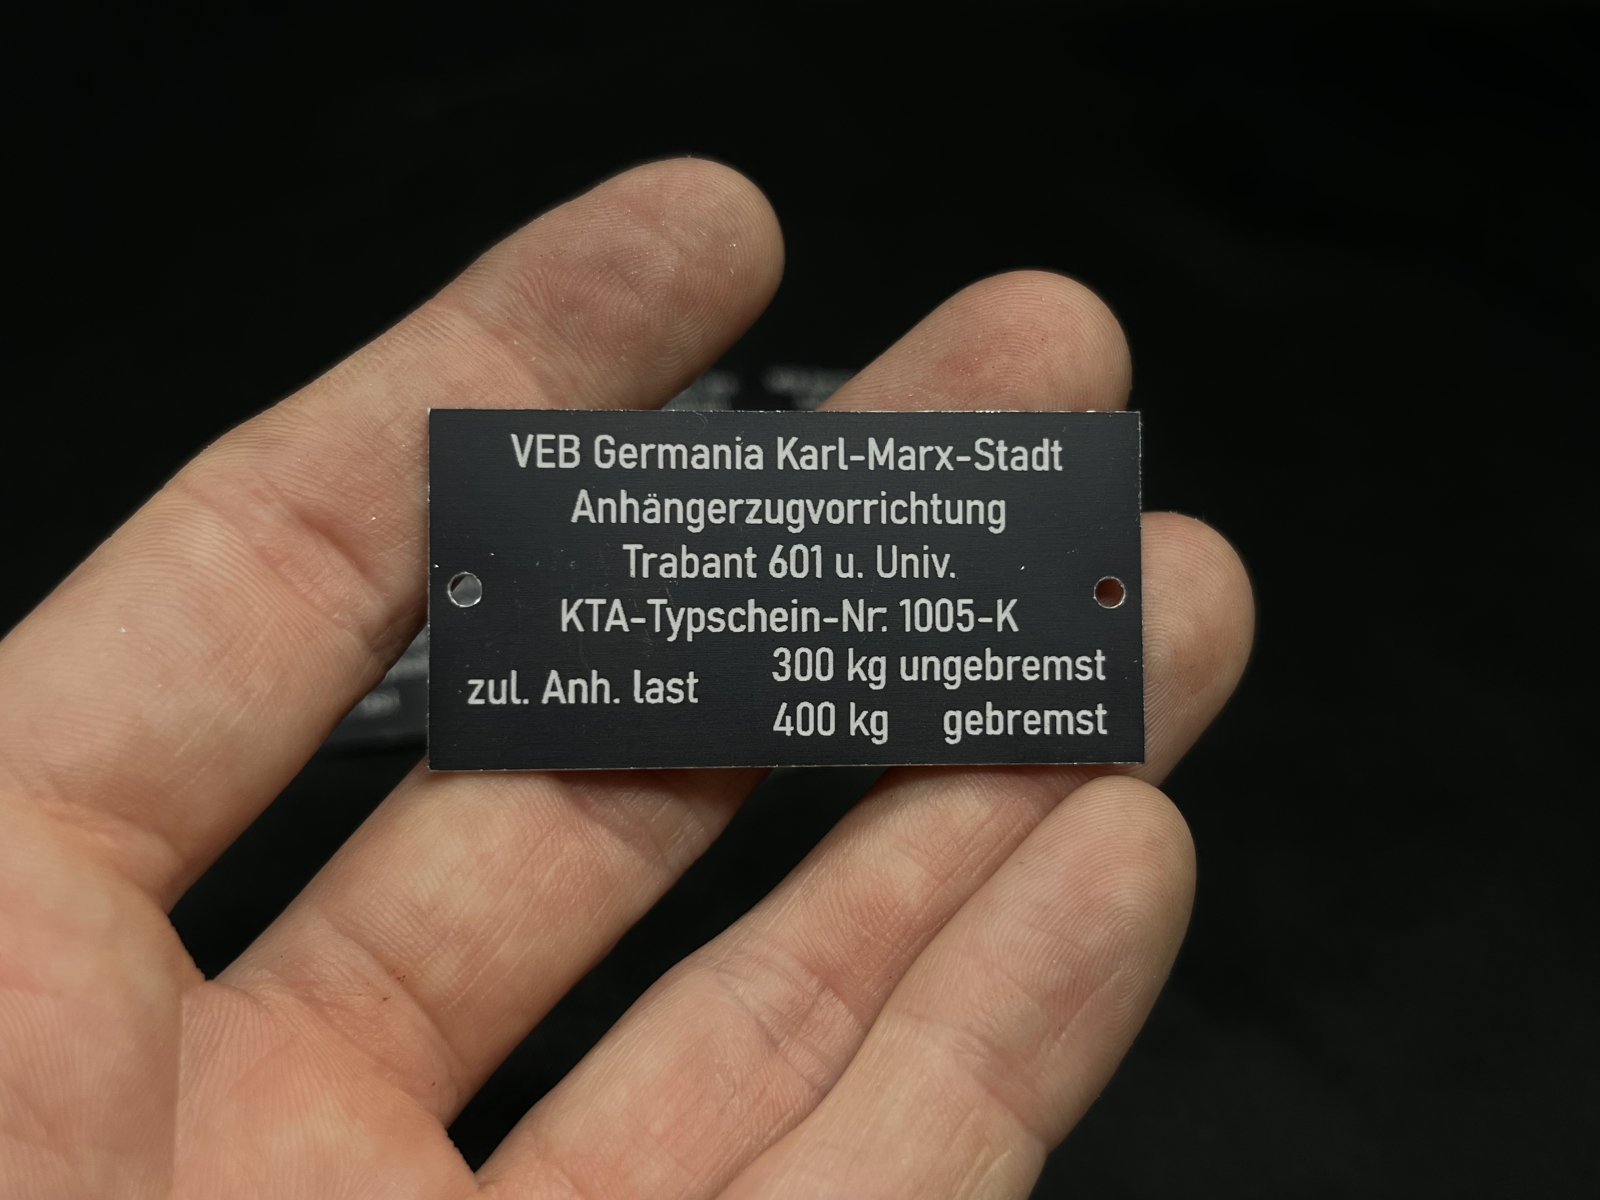 VEB Germania Karl-Marx-Stadt
Anhängerzugvorrichtung
Trabant 601 u. Univ.
KTA-Typschein-Nr. 1005-K
zul. Anh. last
300 kg ungebremst
400 kg gebremst